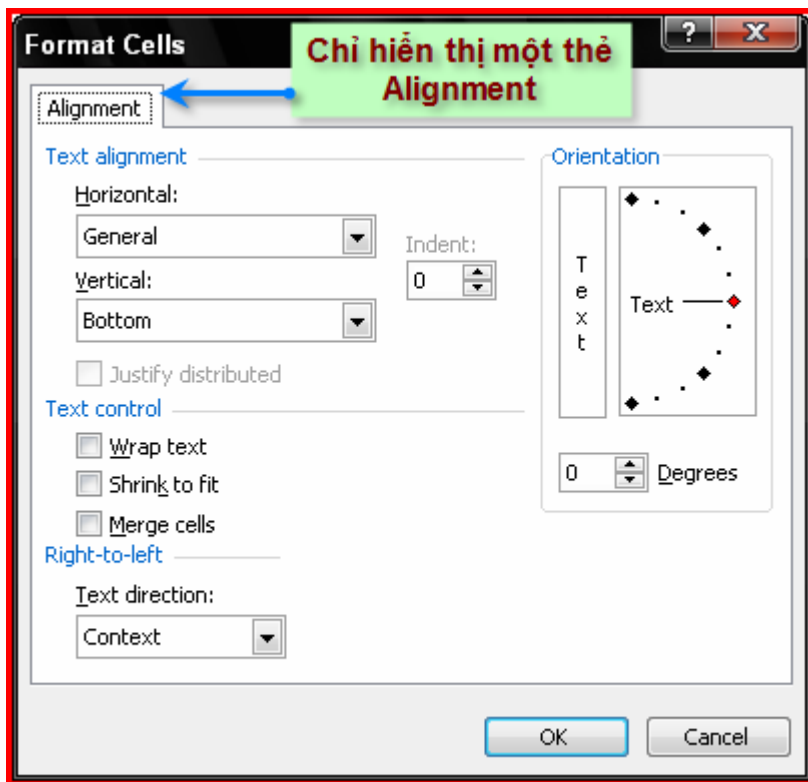 Format Cells
?
X
Chỉ hiển thị một thẻ
Alignment
Alignment
Text alignment
Horizontal:
General
Indent:
0
Vertical:
Bottom
Justify distributed
Text control
Wrap text
Shrink to fit
Merge cells
Right-to-left
Text direction:
Context
Orientation
T
e
x
t
Text
0
Degrees
OK
Cancel